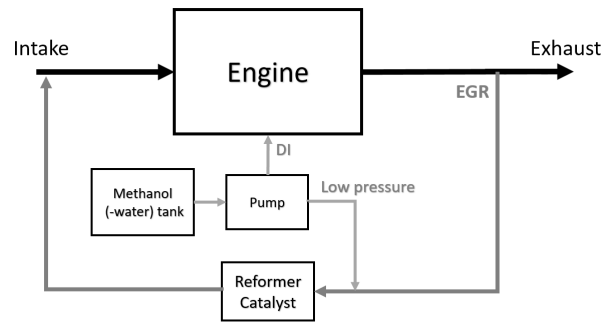 Intake
Exhaust
Engine
EGR
DI
Methanol
(-water) tank
Pump
Low pressure
Reformer
Catalyst